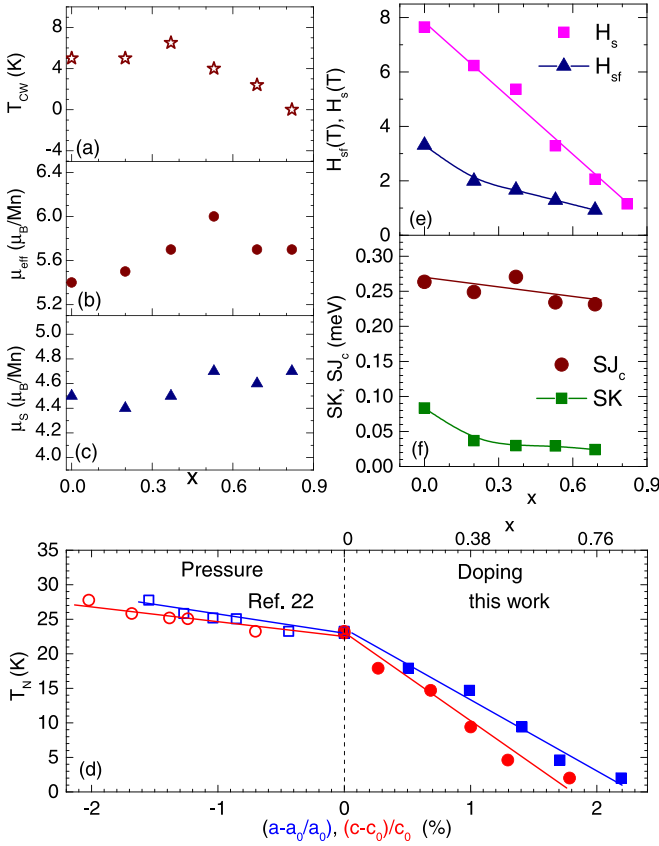 8
4
0
-4
T_CW (K)
(a)
6.4
6.0
5.6
5.2
μ_eff (μ_B/Mn)
(b)
5.0
4.8
4.6
4.4
4.2
4.0
μ_S (μ_B/Mn)
(c)
0.0 0.3 0.6 0.9
x
8
6
4
2
0
H_sf(T), H_s(T)
H_s
H_sf
(e)
0.30
0.25
0.20
0.15
0.10
0.05
0.00
SK, SJ_c (meV)
SJ_c
SK
(f)
0.0 0.3 0.6 0.9
x
x
0 0.38 0.76
35
30
25
20
15
10
5
0
T_N (K)
Pressure
Ref. 22
Doping
this work
(d)
-2 -1 0 1 2
(a-a_0/a_0), (c-c_0)/c_0 (%)